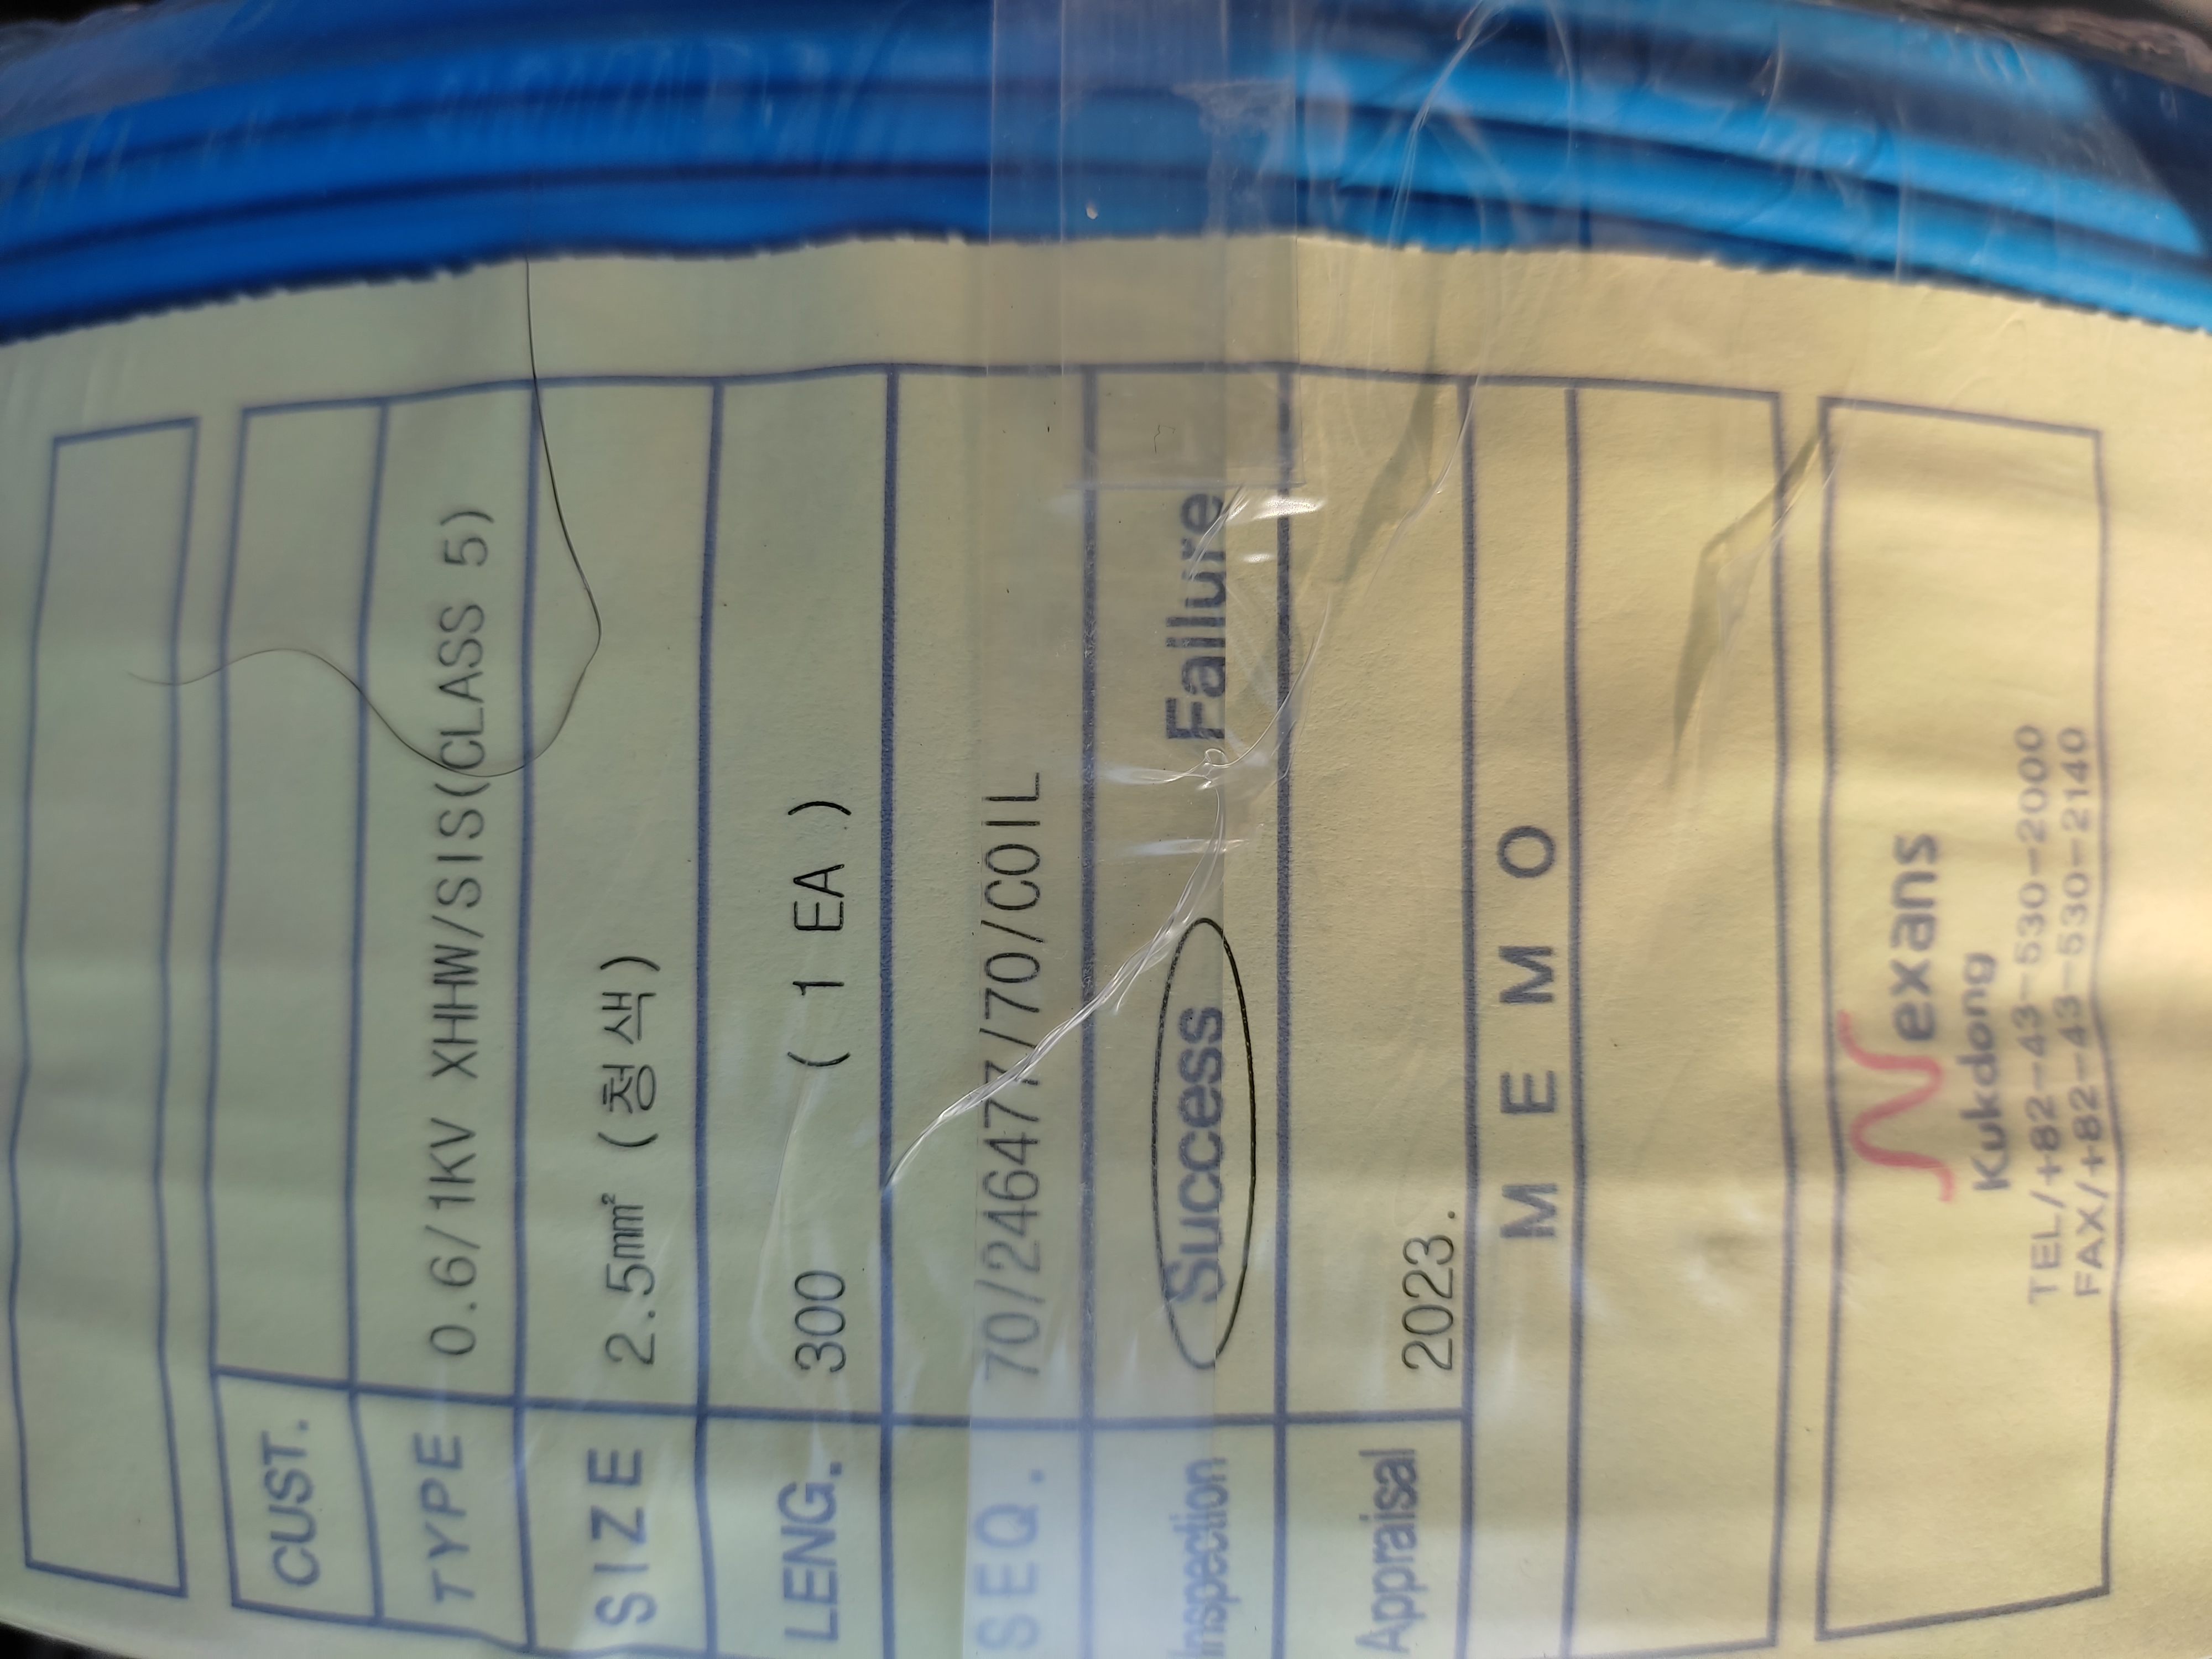 CUST.
TYPE 0.6/1KV XHHW/SIS(CLASS 5)
SIZE 2.5㎟ (청색)
LENG. 300 ( 1 EA )
SEQ. 70/246477/70/COIL
Inspection Success Failure
Appraisal 2023.
MEMO
Nexans
Kukdong
TEL/+82-43-530-2000
FAX/+82-43-530-2140